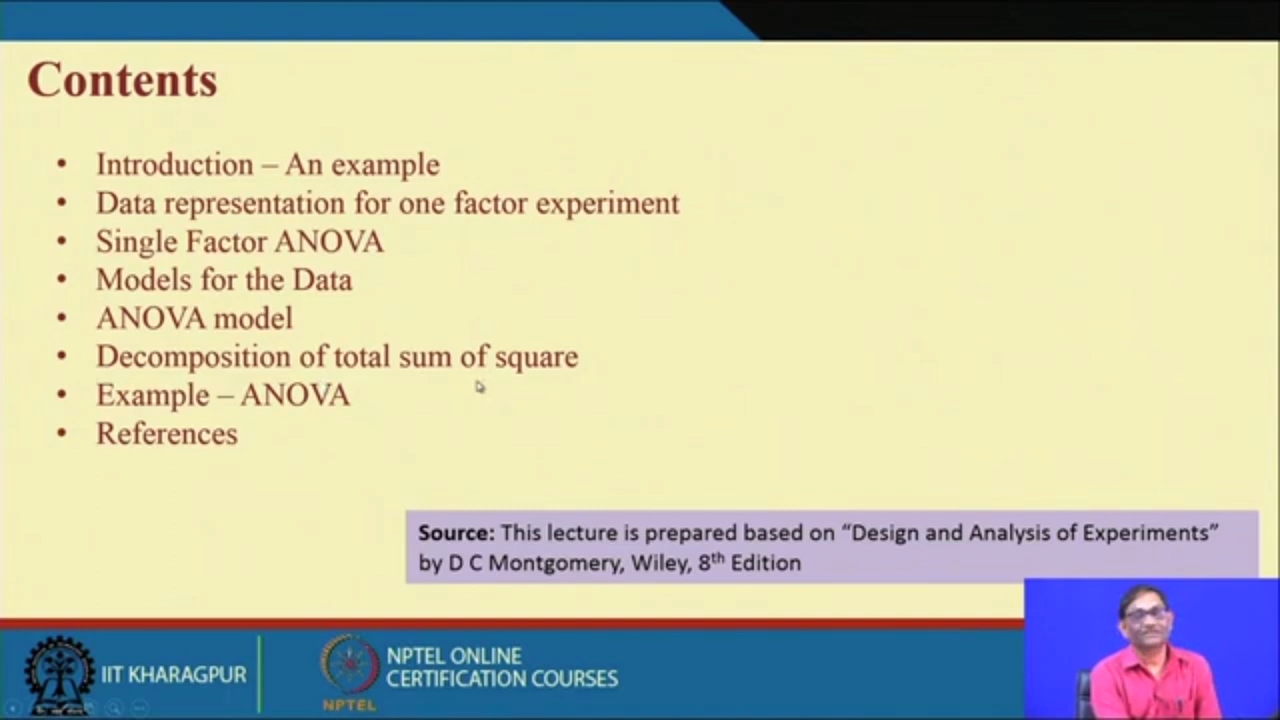 Contents
• Introduction – An example
• Data representation for one factor experiment
• Single Factor ANOVA
• Models for the Data
• ANOVA model
• Decomposition of total sum of square
• Example – ANOVA
• References
Source: This lecture is prepared based on “Design and Analysis of Experiments”
by D C Montgomery, Wiley, 8th Edition
IIT KHARAGPUR
NPTEL ONLINE
CERTIFICATION COURSES
NPTEL